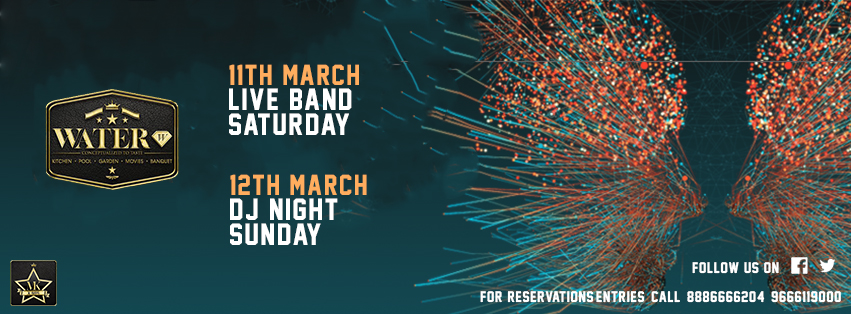 WATER W
CONCEPTUALIZED TO TASTE
KITCHEN • POOL • GARDEN • MOVIES • BANQUET
11TH MARCH
LIVE BAND
SATURDAY
12TH MARCH
DJ NIGHT
SUNDAY
VK
FOLLOW US ON
FOR RESERVATIONS ENTRIES CALL 8886666204 9666119000